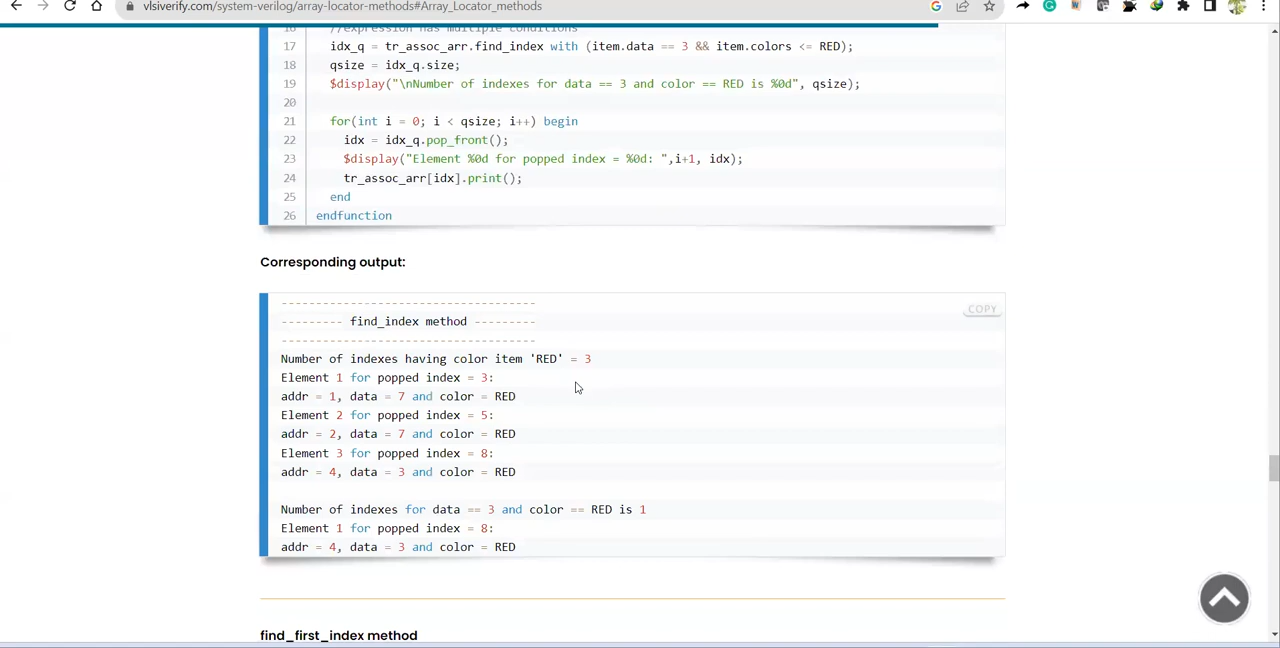 vlsiverify.com/system-verilog/array-locator-methods#Array_Locator_methods
16 //expression has multiple conditions
17 idx_q = tr_assoc_arr.find_index with (item.data == 3 && item.colors <= RED);
18 qsize = idx_q.size;
19 $display("\nNumber of indexes for data == 3 and color == RED is %0d", qsize);
20
21 for(int i = 0; i < qsize; i++) begin
22 idx = idx_q.pop_front();
23 $display("Element %0d for popped index = %0d: ",i+1, idx);
24 tr_assoc_arr[idx].print();
25 end
26 endfunction
Corresponding output:
-------------------------------------
COPY
--------- find_index method ---------
-------------------------------------
Number of indexes having color item 'RED' = 3
Element 1 for popped index = 3:
addr = 1, data = 7 and color = RED
Element 2 for popped index = 5:
addr = 2, data = 7 and color = RED
Element 3 for popped index = 8:
addr = 4, data = 3 and color = RED
Number of indexes for data == 3 and color == RED is 1
Element 1 for popped index = 8:
addr = 4, data = 3 and color = RED
find_first_index method